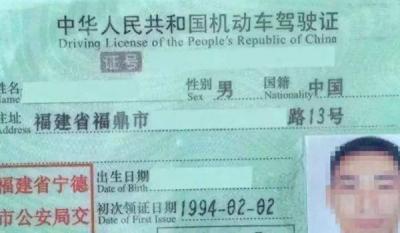 中华人民共和国机动车驾驶证
Driving License of the People's Republic of China
证号
姓名
Name
性别 男
Sex
国籍 中国
Nationality
住址 福建省福鼎市 路13号
Address
出生日期
Date of Birth
福建省宁德
市公安局交
初次领证日期 1994-02-02
Date of First Issue